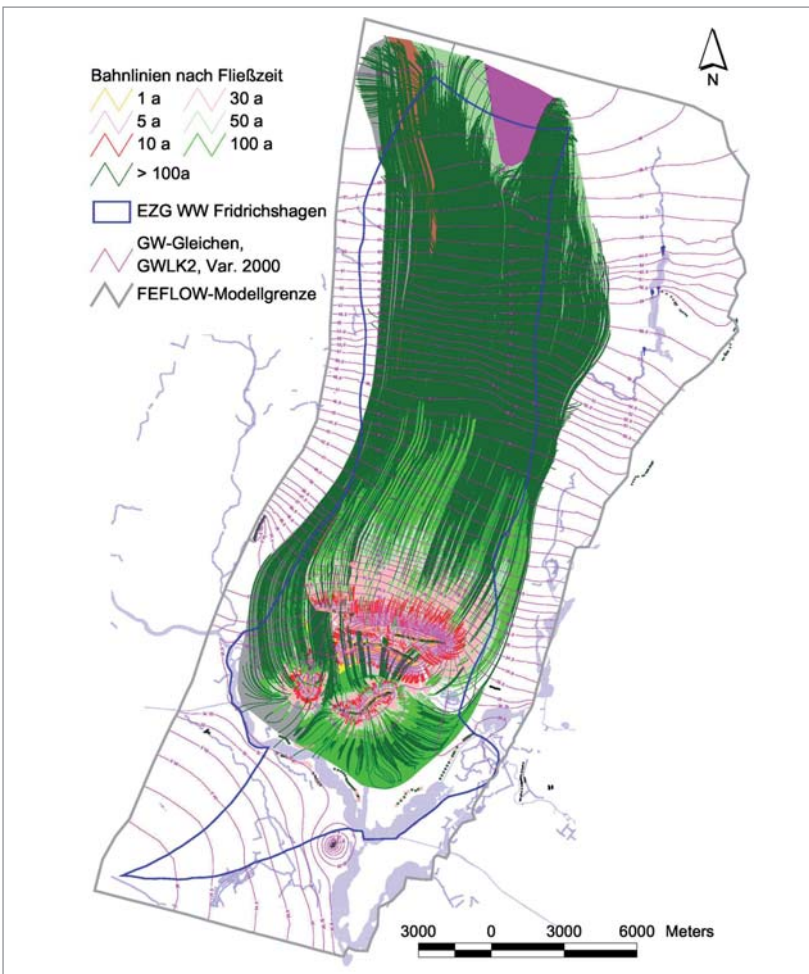 N
Bahnlinien nach Fließzeit
1 a
30 a
5 a
50 a
10 a
100 a
> 100a
EZG WW Fridrichshagen
GW-Gleichen,
GWLK2, Var. 2000
FEFLOW-Modellgrenze
3000 0 3000 6000 Meters